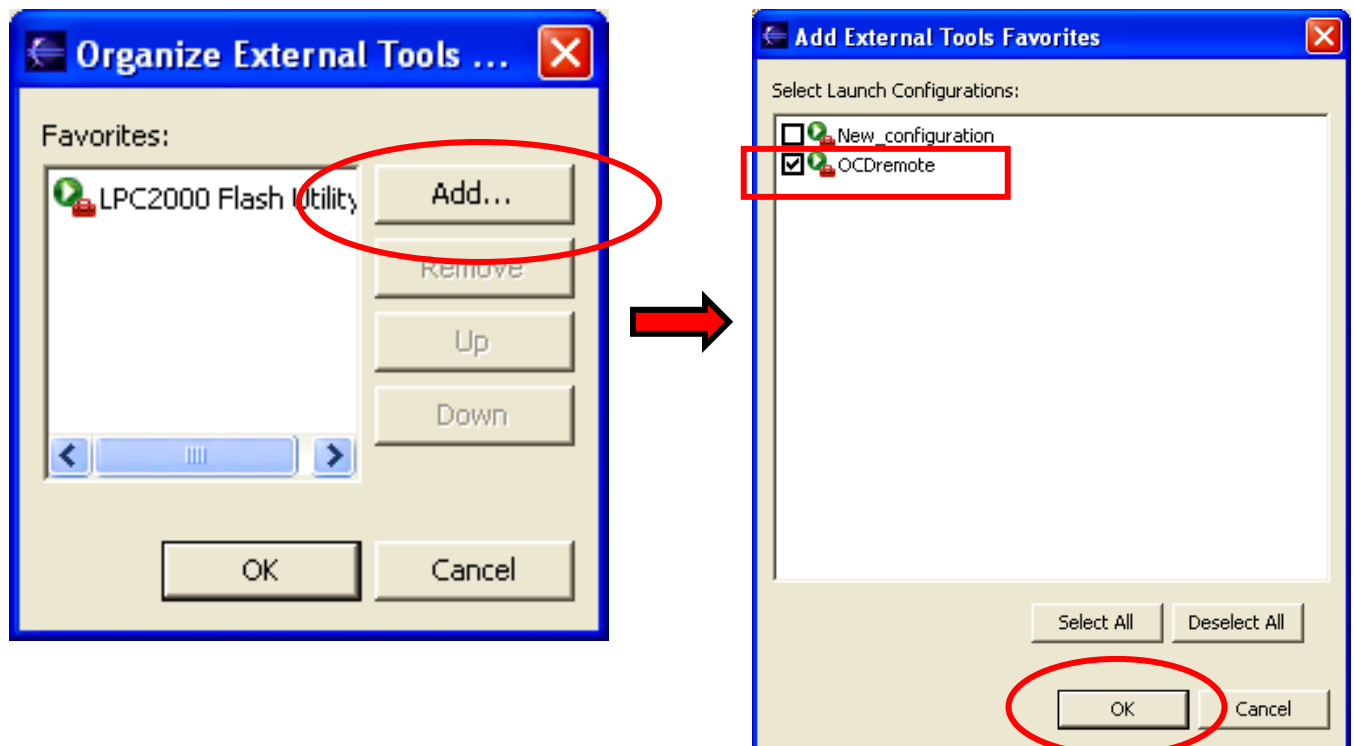 Organize External Tools ...
Favorites:
LPC2000 Flash Utility
Add...
Remove
Up
Down
OK
Cancel
Add External Tools Favorites
Select Launch Configurations:
New_configuration
OCDremote
Select All
Deselect All
OK
Cancel